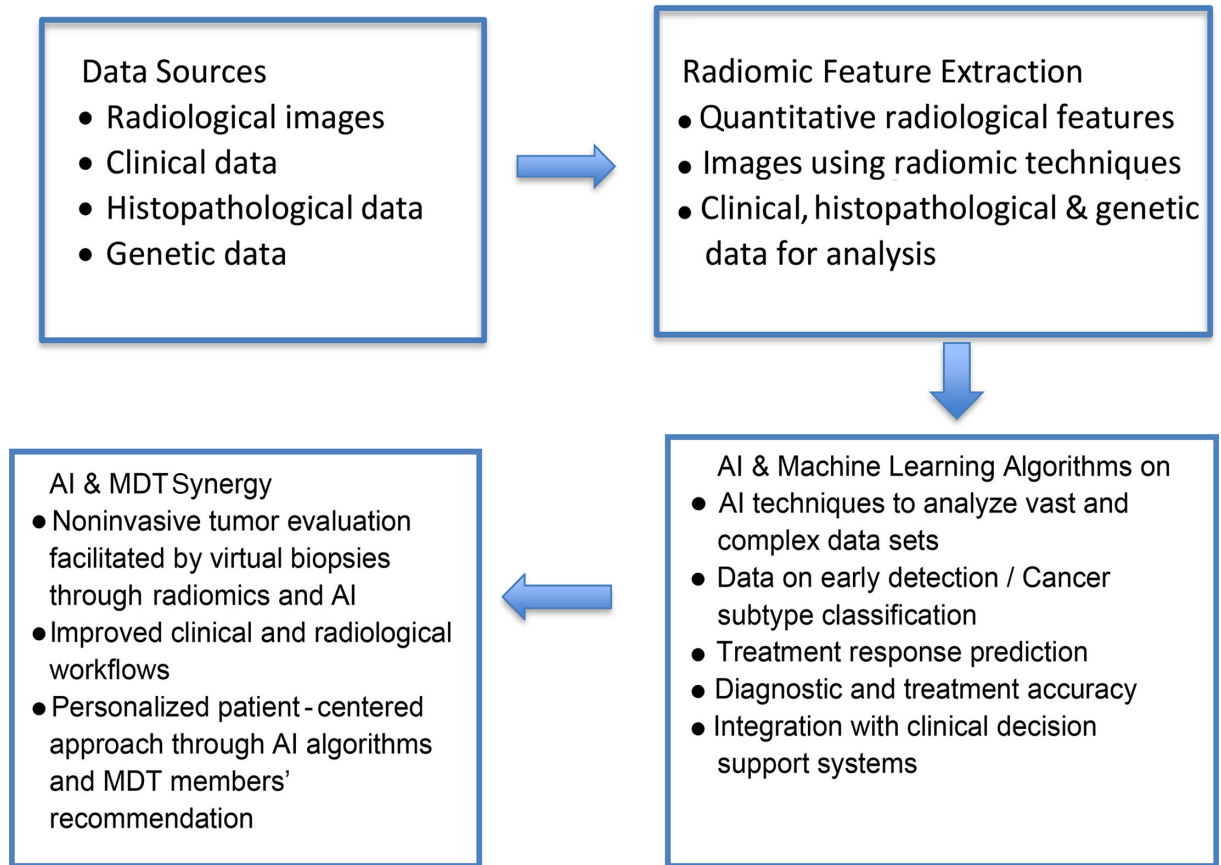 Data Sources
• Radiological images
• Clinical data
• Histopathological data
• Genetic data
Radiomic Feature Extraction
• Quantitative radiological features
• Images using radiomic techniques
• Clinical, histopathological & genetic
data for analysis
AI & Machine Learning Algorithms on
• AI techniques to analyze vast and
complex data sets
• Data on early detection / Cancer
subtype classification
• Treatment response prediction
• Diagnostic and treatment accuracy
• Integration with clinical decision
support systems
AI & MDT Synergy
• Noninvasive tumor evaluation
facilitated by virtual biopsies
through radiomics and AI
• Improved clinical and radiological
workflows
• Personalized patient-centered
approach through AI algorithms
and MDT members’
recommendation